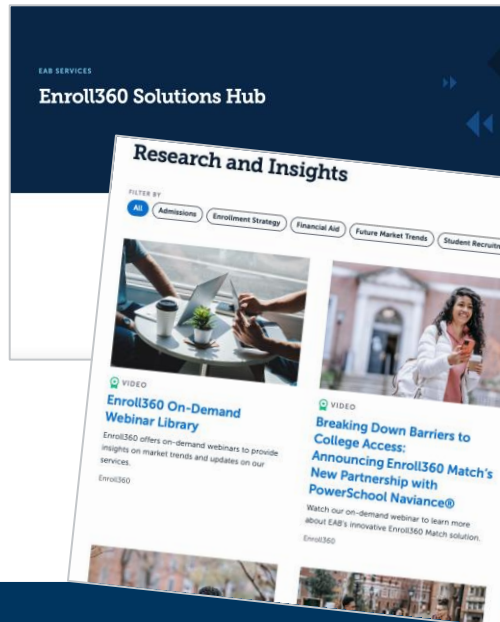 EAB SERVICES
Enroll360 Solutions Hub
Research and Insights
FILTER BY
All
Admissions
Enrollment Strategy
Financial Aid
Future Market Trends
Student Recruitm
VIDEO
Enroll360 On-Demand
Webinar Library
Enroll360 offers on-demand webinars to provide
insights on market trends and updates on our
services.
Enroll360
VIDEO
Breaking Down Barriers to
College Access:
Announcing Enroll360 Match's
New Partnership with
PowerSchool Naviance®
Watch our on-demand webinar to learn more
about EAB's innovative Enroll360 Match solution.
Enroll360